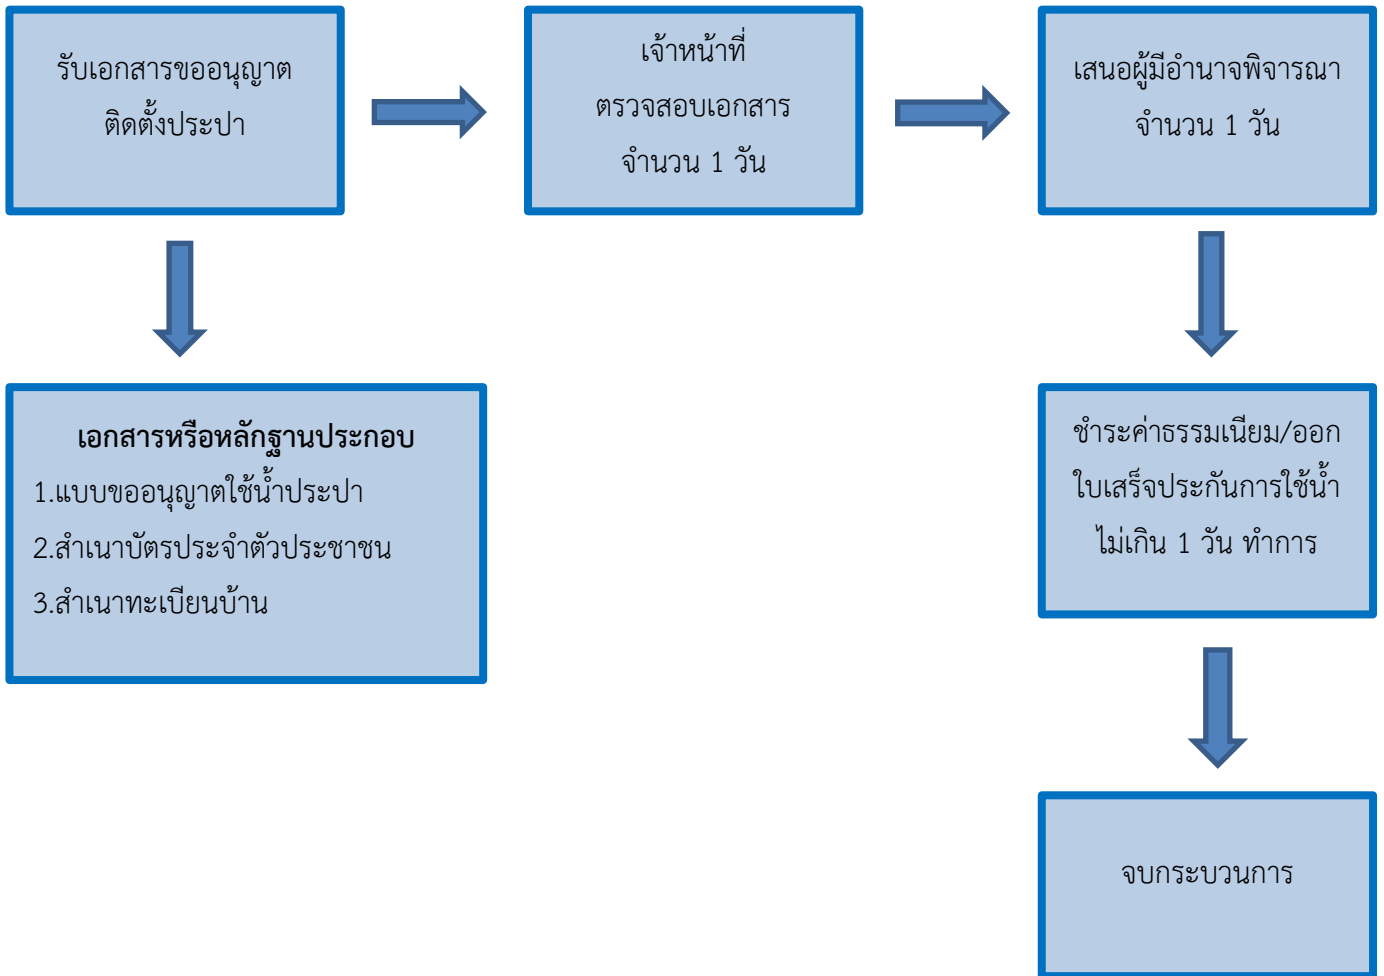 รับเอกสารขออนุญาต
ติดตั้งประปา
เจ้าหน้าที่
ตรวจสอบเอกสาร
จำนวน 1 วัน
เสนอผู้มีอำนาจพิจารณา
จำนวน 1 วัน
เอกสารหรือหลักฐานประกอบ
1.แบบขออนุญาตใช้น้ำประปา
2.สำเนาบัตรประจำตัวประชาชน
3.สำเนาทะเบียนบ้าน
ชำระค่าธรรมเนียม/ออก
ใบเสร็จประกันการใช้น้ำ
ไม่เกิน 1 วัน ทำการ
จบกระบวนการ